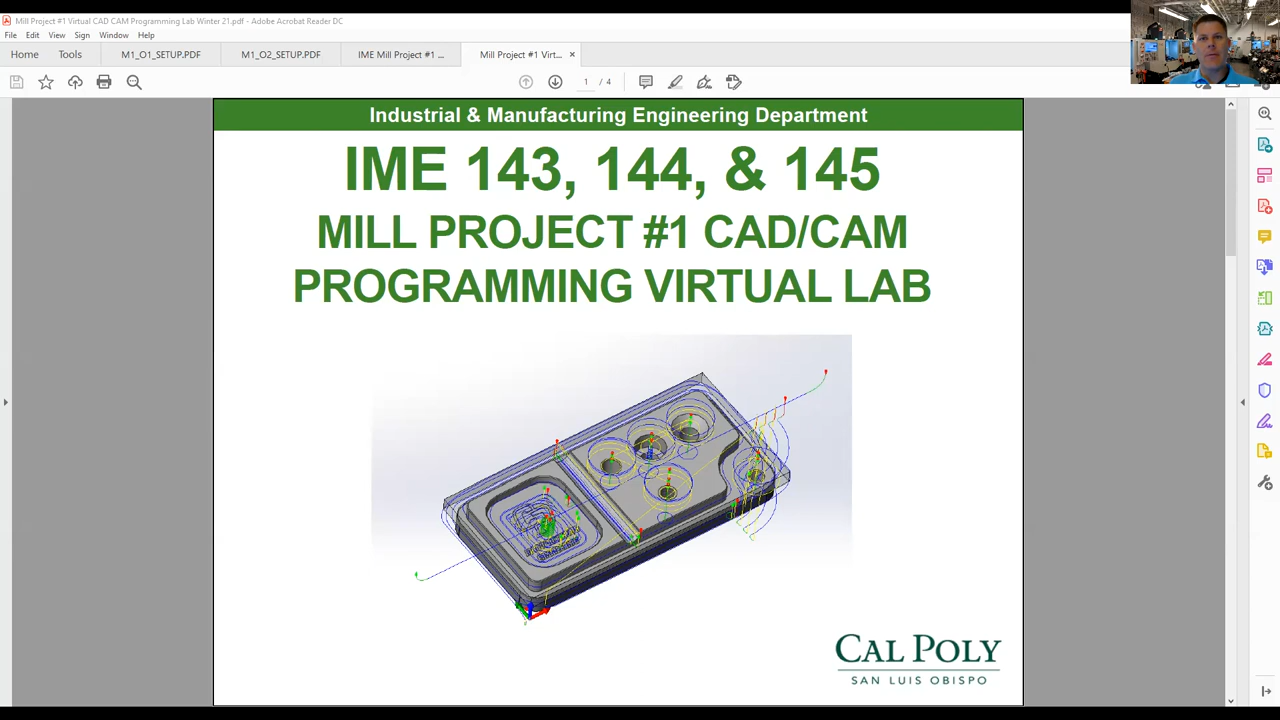 Mill Project #1 Virtual CAD CAM Programming Lab Winter 21.pdf - Adobe Acrobat Reader DC
File Edit View Sign Window Help
Home Tools M1_O1_SETUP.PDF M1_O2_SETUP.PDF IME Mill Project #1 ... Mill Project #1 Virt... ×
1 / 4
Industrial & Manufacturing Engineering Department
IME 143, 144, & 145
MILL PROJECT #1 CAD/CAM
PROGRAMMING VIRTUAL LAB
CAL POLY
SAN LUIS OBISPO